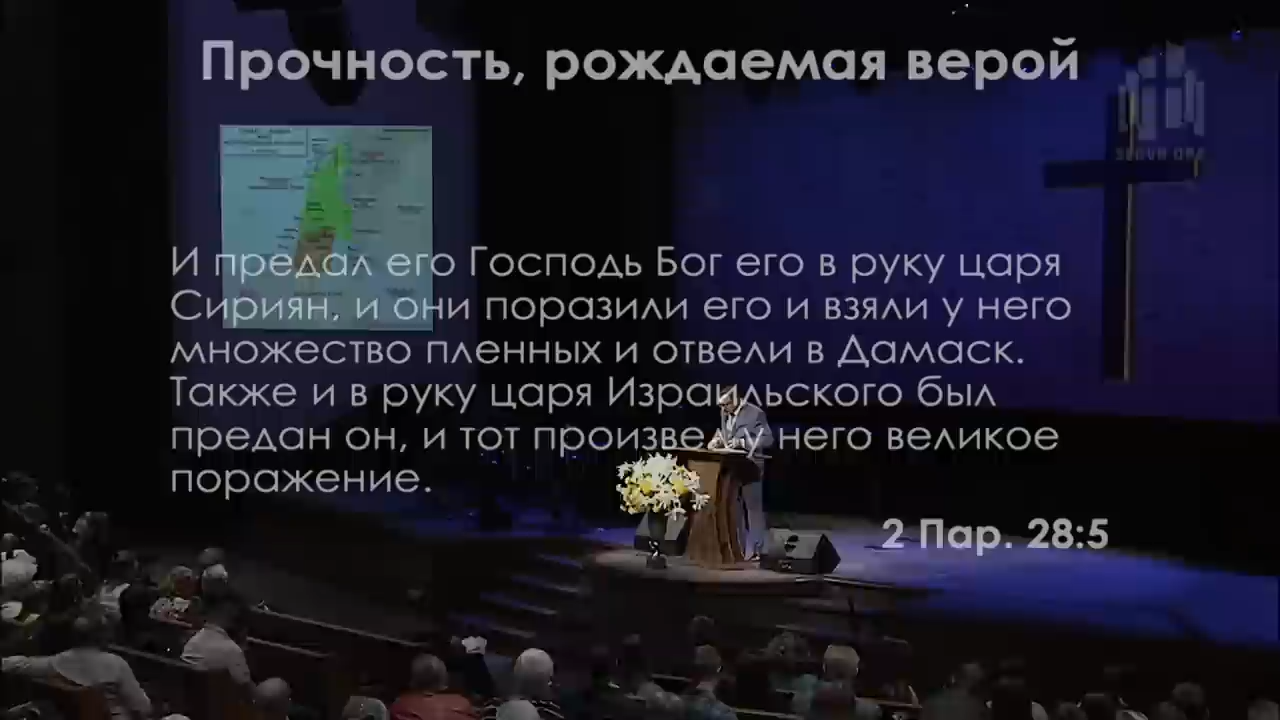 Прочность, рождаемая верой
И предал его Господь Бог его в руку царя
Сириян, и они поразили его и взяли у него
множество пленных и отвели в Дамаск.
Также и в руку царя Израильского был
предан он, и тот произвел у него великое
поражение.
2 Пар. 28:5